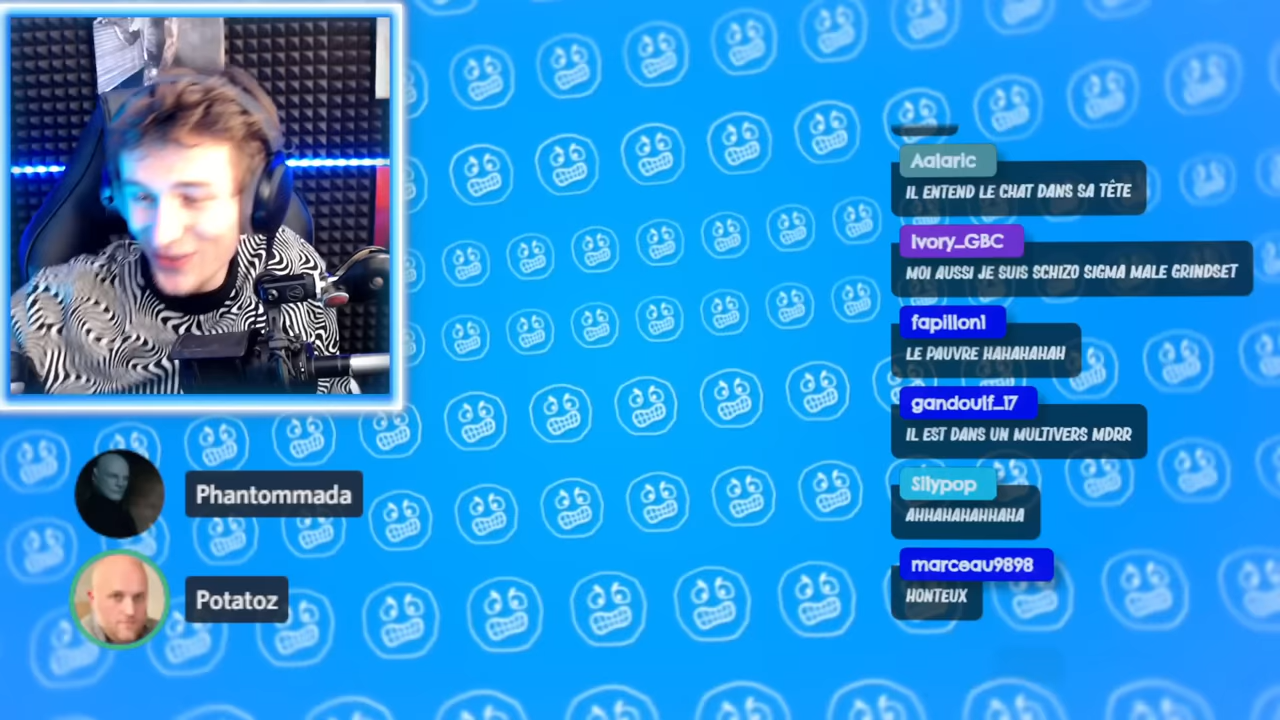 Phantommada
Potatoz
Aalaric
IL ENTEND LE CHAT DANS SA TÊTE
Ivory_GBC
MOI AUSSI JE SUIS SCHIZO SIGMA MALE GRINDSET
fapillon1
LE PAUVRE HAHAHAHAH
gandoulf_17
IL EST DANS UN MULTIVERS MDRR
Silypop
AHHAHAHAHHAHA
marceau9898
HONTEUX